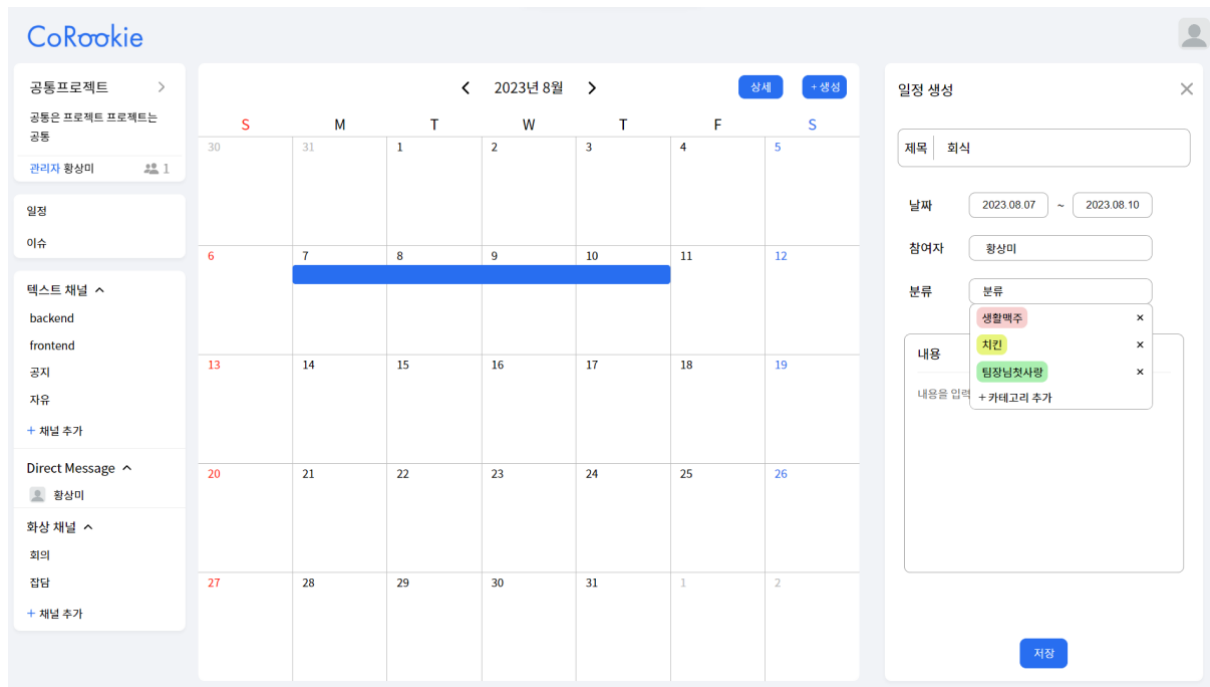 CoRookie
공통프로젝트
공통은 프로젝트 프로젝트는
공통
관리자 황상미 1
일정
이슈
텍스트 채널
backend
frontend
공지
자유
+ 채널 추가
Direct Message
황상미
화상 채널
회의
잡담
+ 채널 추가
2023년 8월
상세
+ 생성
S M T W T F S
30 31 1 2 3 4 5
6 7 8 9 10 11 12
13 14 15 16 17 18 19
20 21 22 23 24 25 26
27 28 29 30 31 1 2
일정 생성
제목 회식
날짜 2023.08.07 ~ 2023.08.10
참여자 황상미
분류 분류
생활맥주 ×
치킨 ×
팀장님첫사랑 ×
+ 카테고리 추가
내용
내용을 입력
저장